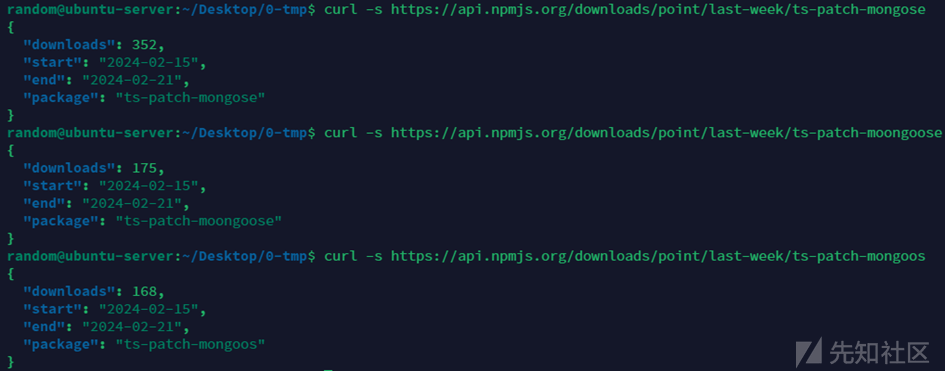 random@ubuntu-server:~/Desktop/0-tmp$ curl -s https://api.npmjs.org/downloads/point/last-week/ts-patch-mongose
{
  "downloads": 352,
  "start": "2024-02-15",
  "end": "2024-02-21",
  "package": "ts-patch-mongose"
}
random@ubuntu-server:~/Desktop/0-tmp$ curl -s https://api.npmjs.org/downloads/point/last-week/ts-patch-moongoose
{
  "downloads": 175,
  "start": "2024-02-15",
  "end": "2024-02-21",
  "package": "ts-patch-moongoose"
}
random@ubuntu-server:~/Desktop/0-tmp$ curl -s https://api.npmjs.org/downloads/point/last-week/ts-patch-mongoos
{
  "downloads": 168,
  "start": "2024-02-15",
  "end": "2024-02-21",
  "package": "ts-patch-mongoos"
}
先知社区